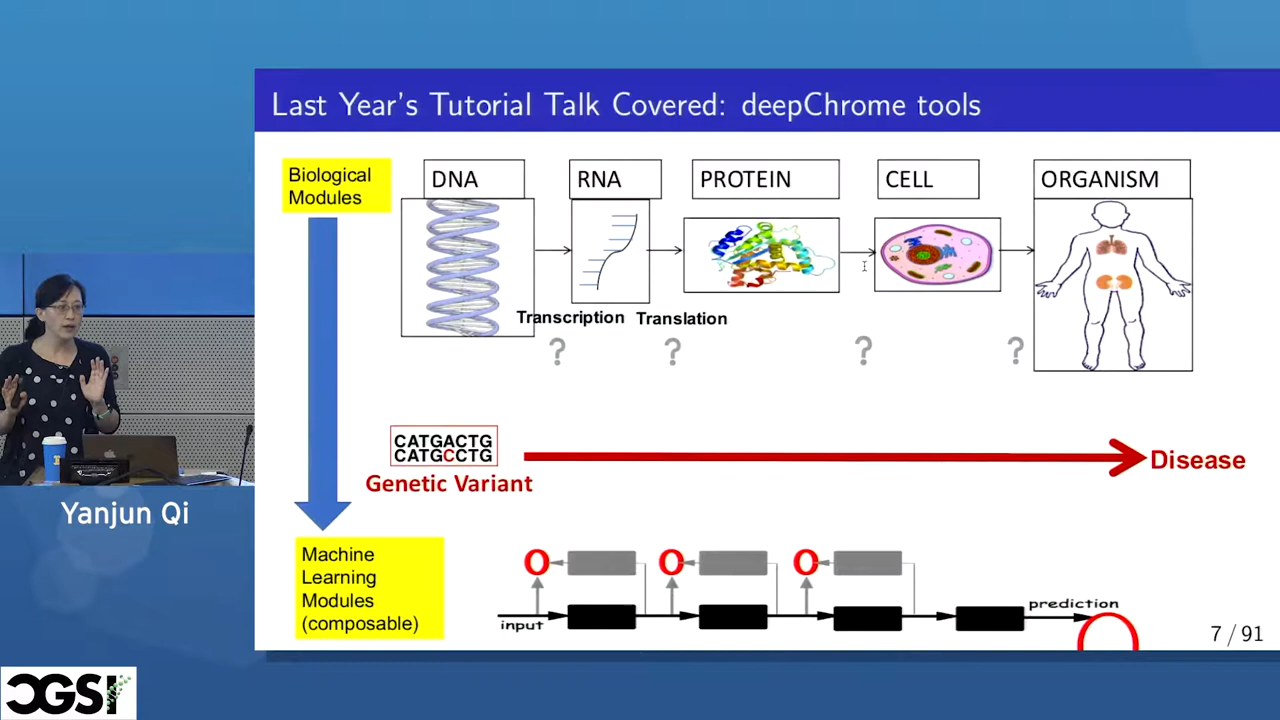 Last Year's Tutorial Talk Covered: deepChrome tools
Biological
Modules
DNA
RNA
PROTEIN
CELL
ORGANISM
Transcription
Translation
?
?
?
?
CATGACTG
CATGCCTG
Genetic Variant
Disease
Yanjun Qi
Machine
Learning
Modules
(composable)
input
prediction
7 / 91
CGSI